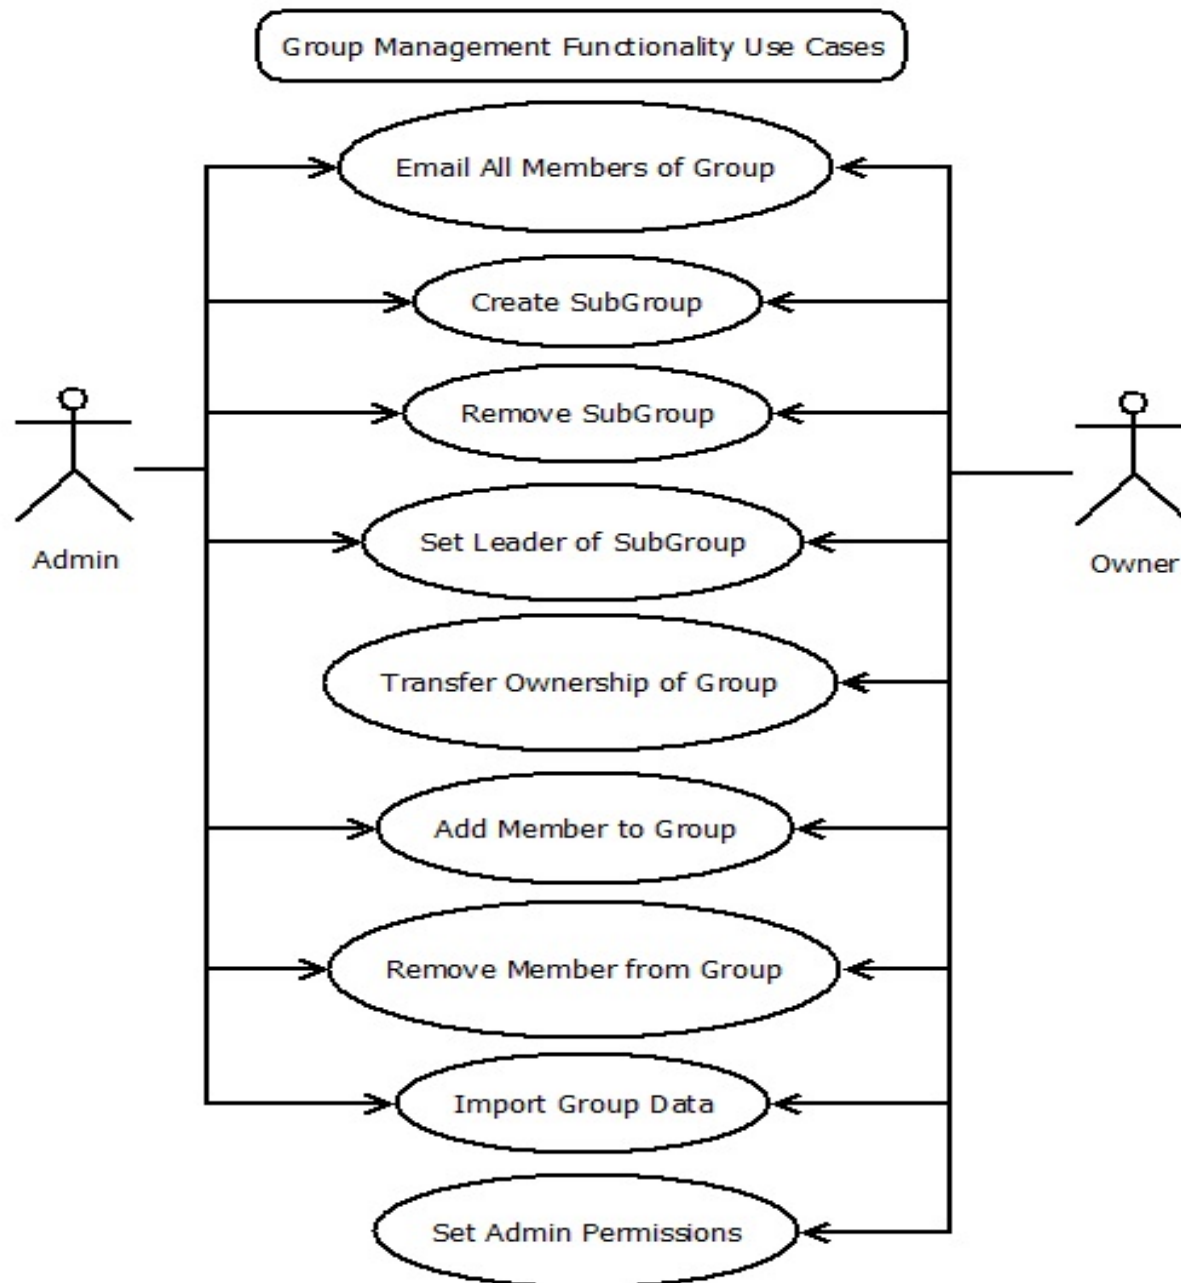 Group Management Functionality Use Cases
Email All Members of Group
Create SubGroup
Remove SubGroup
Set Leader of SubGroup
Admin
Owner
Transfer Ownership of Group
Add Member to Group
Remove Member from Group
Import Group Data
Set Admin Permissions